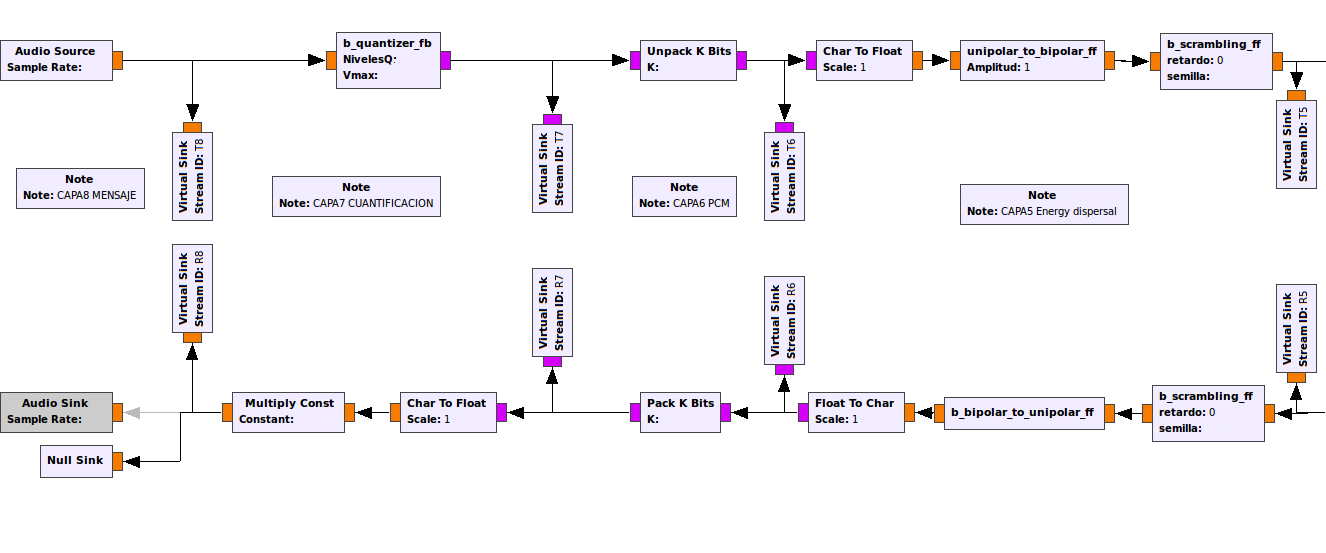 Audio Source
Sample Rate:
b_quantizer_fb
NivelesQ:
Vmax:
Unpack K Bits
K:
Char To Float
Scale: 1
unipolar_to_bipolar_ff
Amplitud: 1
b_scrambling_ff
retardo: 0
semilla:
Virtual Sink
Stream ID: T8
Virtual Sink
Stream ID: T7
Virtual Sink
Stream ID: T6
Virtual Sink
Stream ID: T5
Note
Note: CAPA8 MENSAJE
Note
Note: CAPA7 CUANTIFICACION
Note
Note: CAPA6 PCM
Note
Note: CAPA5 Energy dispersal
Virtual Sink
Stream ID: R8
Virtual Sink
Stream ID: R7
Virtual Sink
Stream ID: R6
Virtual Sink
Stream ID: R5
Audio Sink
Sample Rate:
Multiply Const
Constant:
Char To Float
Scale: 1
Pack K Bits
K:
Float To Char
Scale: 1
b_bipolar_to_unipolar_ff
b_scrambling_ff
retardo: 0
semilla:
Null Sink